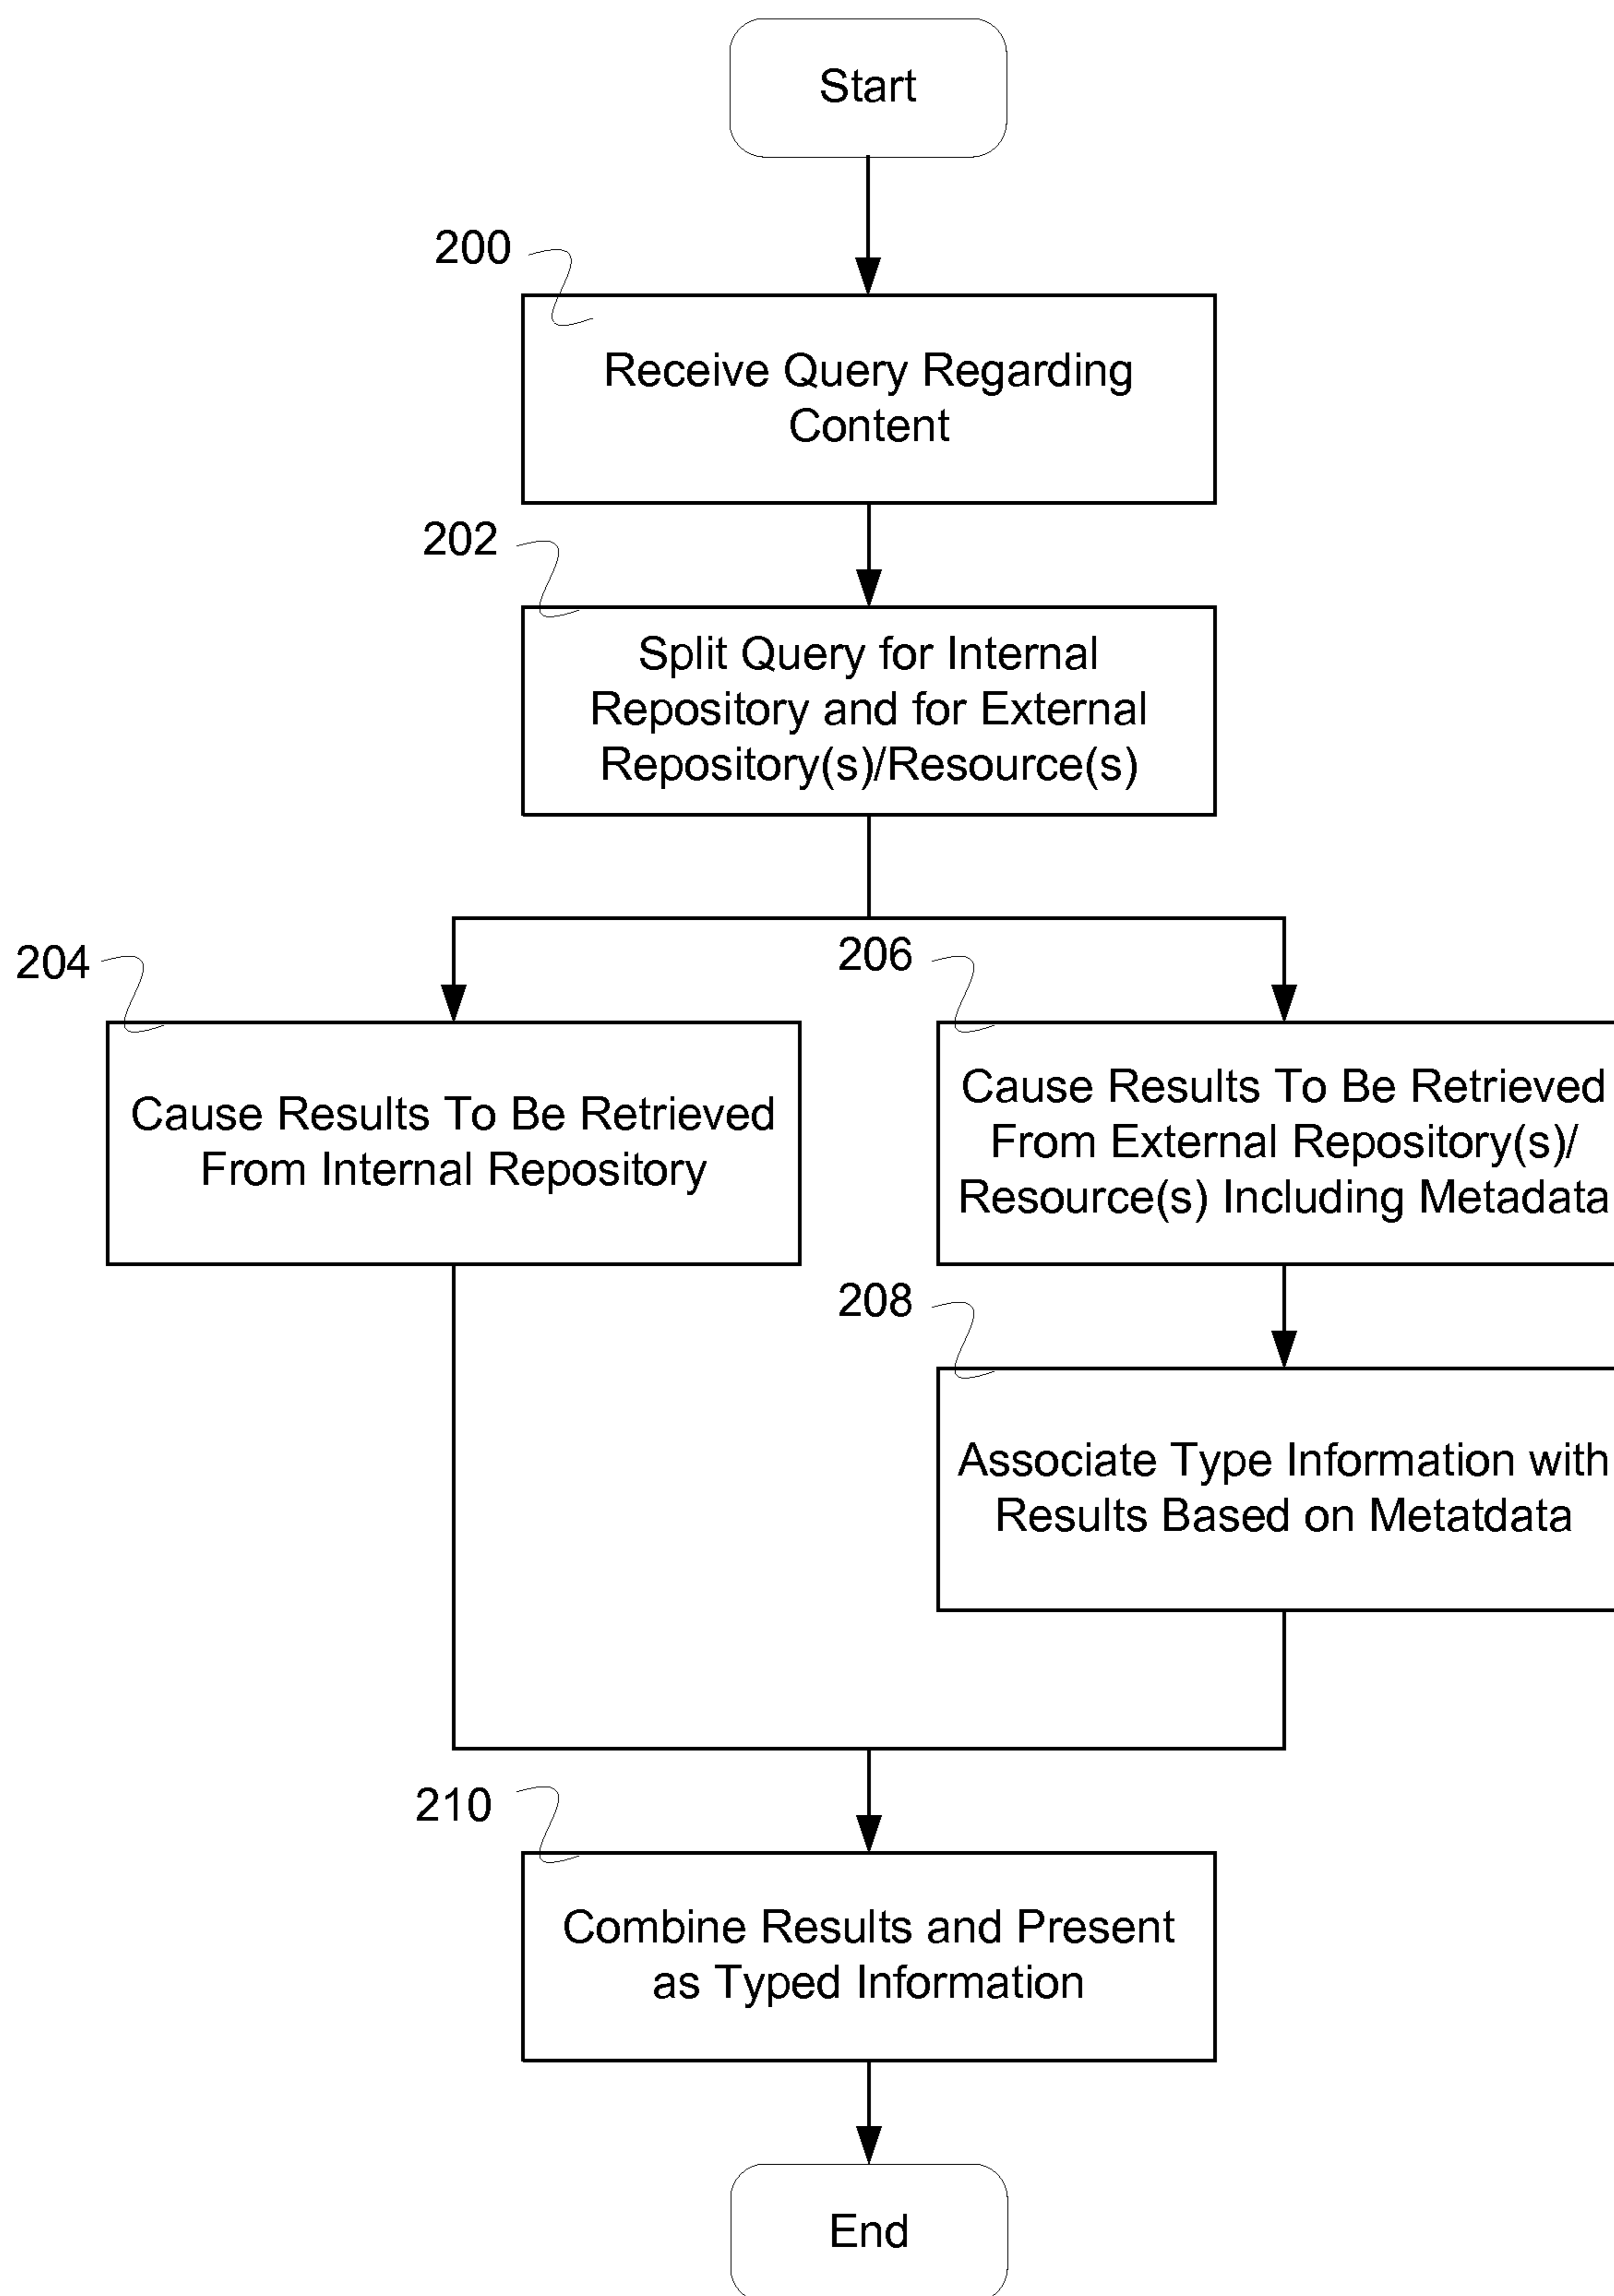 Start
200
Receive Query Regarding
Content
202
Split Query for Internal
Repository and for External
Repository(s)/Resource(s)
204
Cause Results To Be Retrieved
From Internal Repository
206
Cause Results To Be Retrieved
From External Repository(s)/
Resource(s) Including Metadata
208
Associate Type Information with
Results Based on Metatdata
210
Combine Results and Present
as Typed Information
End